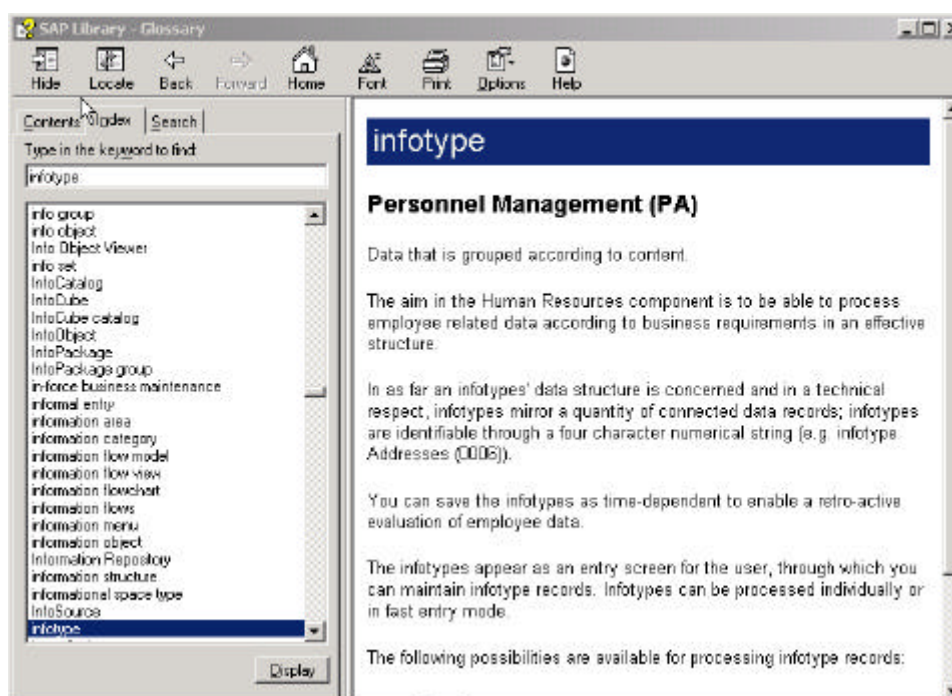 SAP Library - Glossary
Hide Locate Back Forward Home Font Print Options Help
Contents Index Search
Type in the keyword to find:
infotype
info group
info object
Info Object Viewer
info set
InfoCatalog
InfoCube
InfoCube catalog
InfoObject
InfoPackage
InfoPackage group
in-force business maintenance
informal entry
information area
information category
information flow model
information flow view
information flowchart
information flows
information menu
information object
Information Repository
information structure
informational space type
InfoSource
infotype
Display
infotype
Personnel Management (PA)
Data that is grouped according to content.
The aim in the Human Resources component is to be able to process
employee related data according to business requirements in an effective
structure.
In as far an infotypes' data structure is concerned and in a technical
respect, infotypes mirror a quantity of connected data records; infotypes
are identifiable through a four character numerical string (e.g. infotype
Addresses (0006)).
You can save the infotypes as time-dependent to enable a retro-active
evaluation of employee data.
The infotypes appear as an entry screen for the user, through which you
can maintain infotype records. Infotypes can be processed individually or
in fast entry mode.
The following possibilities are available for processing infotype records: